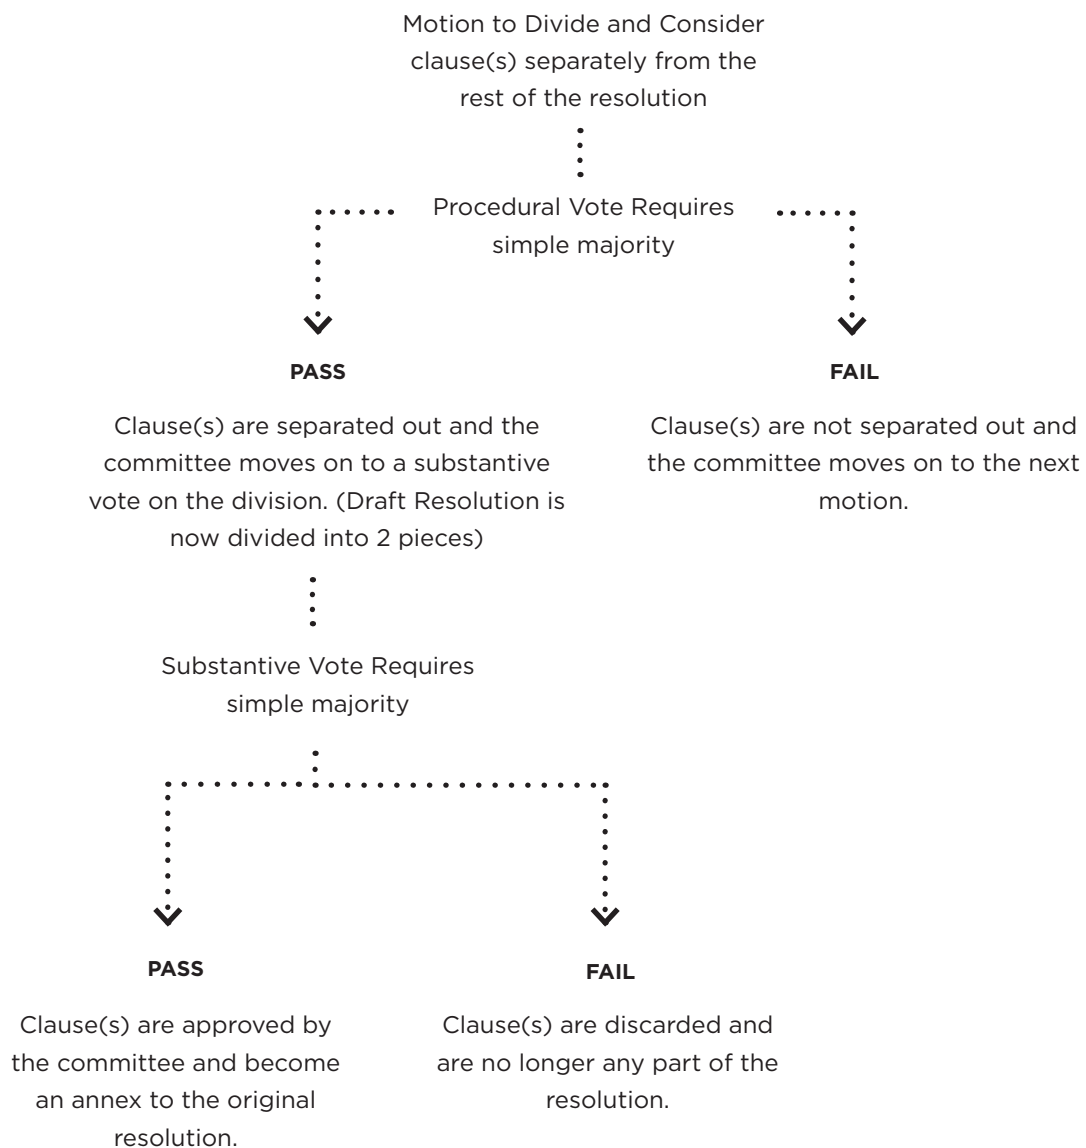 Motion to Divide and Consider
clause(s) separately from the
rest of the resolution
Procedural Vote Requires
simple majority
PASS
Clause(s) are separated out and the
committee moves on to a substantive
vote on the division. (Draft Resolution is
now divided into 2 pieces)
FAIL
Clause(s) are not separated out and
the committee moves on to the next
motion.
Substantive Vote Requires
simple majority
PASS
Clause(s) are approved by
the committee and become
an annex to the original
resolution.
FAIL
Clause(s) are discarded and
are no longer any part of the
resolution.